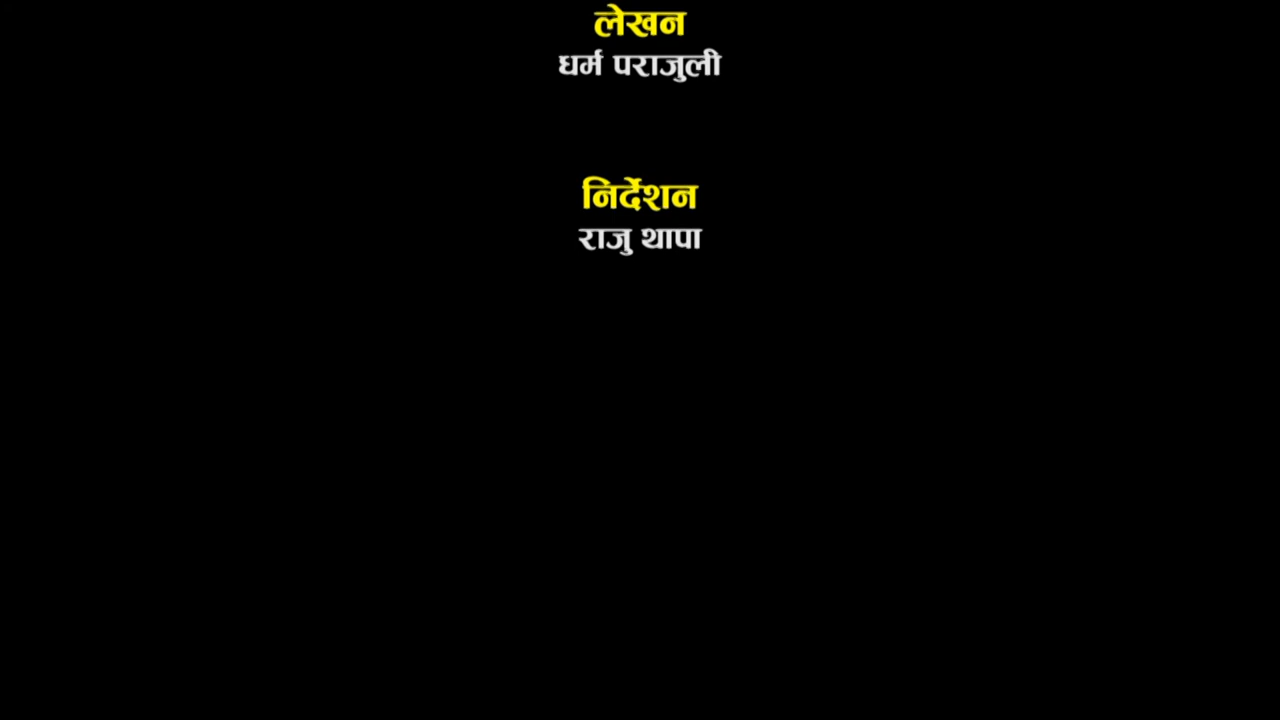 लेखन
धर्म पराजुली
निर्देशन
राजु थापा